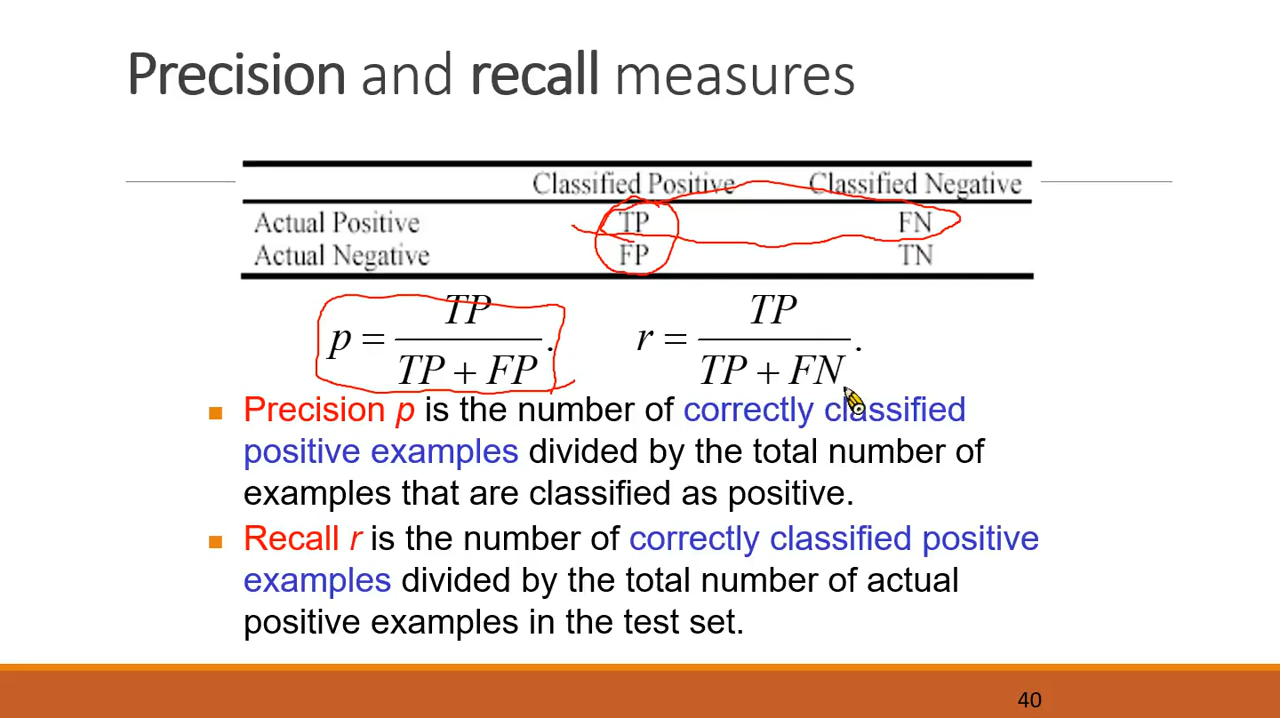 Precision and recall measures
Classified Positive Classified Negative
Actual Positive TP FN
Actual Negative FP TN
p = TP / (TP + FP) . r = TP / (TP + FN) .
Precision p is the number of correctly classified
positive examples divided by the total number of
examples that are classified as positive.
Recall r is the number of correctly classified positive
examples divided by the total number of actual
positive examples in the test set.
40